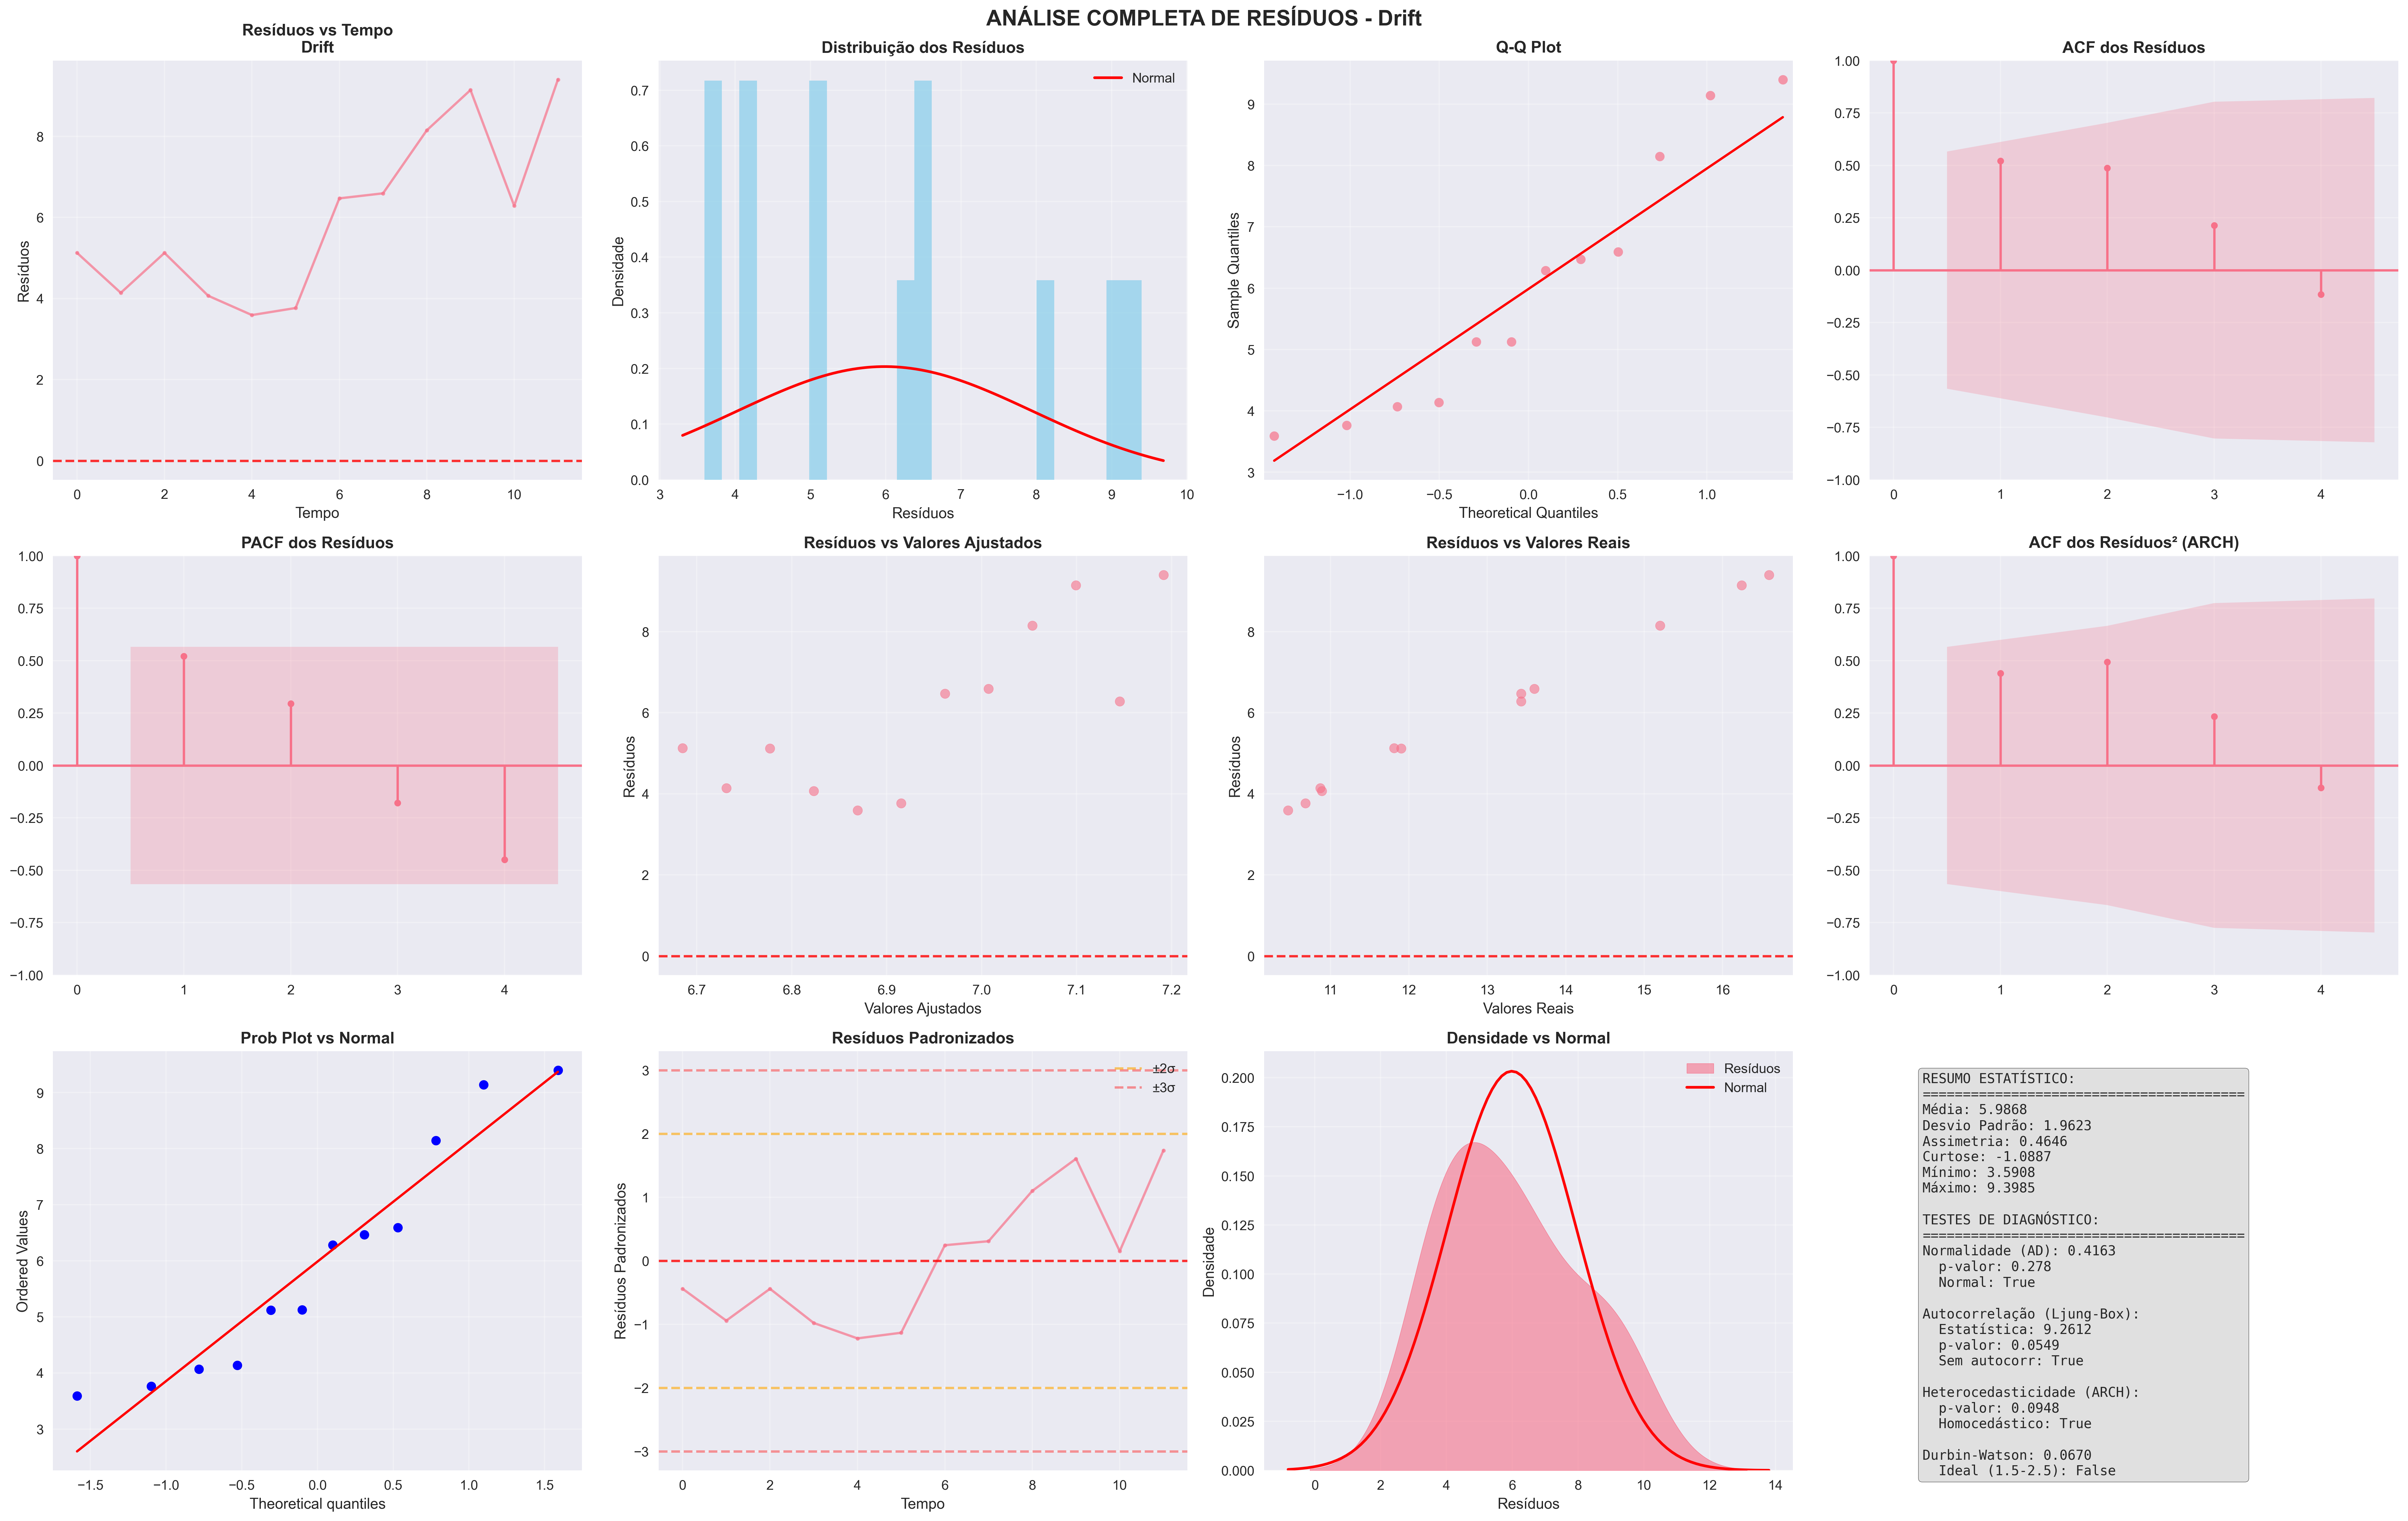 ANÁLISE COMPLETA DE RESÍDUOS - Drift
Resíduos vs Tempo
Drift
Resíduos
8
6
4
2
0
0 2 4 6 8 10
Tempo
Distribuição dos Resíduos
Normal
Densidade
0.7
0.6
0.5
0.4
0.3
0.2
0.1
0.0
3 4 5 6 7 8 9 10
Resíduos
Q-Q Plot
Sample Quantiles
9
8
7
6
5
4
3
−1.0 −0.5 0.0 0.5 1.0
Theoretical Quantiles
ACF dos Resíduos
1.00
0.75
0.50
0.25
0.00
−0.25
−0.50
−0.75
−1.00
0 1 2 3 4
PACF dos Resíduos
1.00
0.75
0.50
0.25
0.00
−0.25
−0.50
−0.75
−1.00
0 1 2 3 4
Resíduos vs Valores Ajustados
Resíduos
8
6
4
2
0
6.7 6.8 6.9 7.0 7.1 7.2
Valores Ajustados
Resíduos vs Valores Reais
Resíduos
8
6
4
2
0
11 12 13 14 15 16
Valores Reais
ACF dos Resíduos² (ARCH)
1.00
0.75
0.50
0.25
0.00
−0.25
−0.50
−0.75
−1.00
0 1 2 3 4
Prob Plot vs Normal
Ordered Values
9
8
7
6
5
4
3
−1.5 −1.0 −0.5 0.0 0.5 1.0 1.5
Theoretical quantiles
Resíduos Padronizados
±2σ
±3σ
Resíduos Padronizados
3
2
1
0
−1
−2
−3
0 2 4 6 8 10
Tempo
Densidade vs Normal
Resíduos
Normal
Densidade
0.200
0.175
0.150
0.125
0.100
0.075
0.050
0.025
0.000
0 2 4 6 8 10 12 14
Resíduos
RESUMO ESTATÍSTICO:
========================================
Média: 5.9868
Desvio Padrão: 1.9623
Assimetria: 0.4646
Curtose: -1.0887
Mínimo: 3.5908
Máximo: 9.3985
TESTES DE DIAGNÓSTICO:
========================================
Normalidade (AD): 0.4163
p-valor: 0.278
Normal: True
Autocorrelação (Ljung-Box):
Estatística: 9.2612
p-valor: 0.0549
Sem autocorr: True
Heterocedasticidade (ARCH):
p-valor: 0.0948
Homocedástico: True
Durbin-Watson: 0.0670
Ideal (1.5-2.5): False